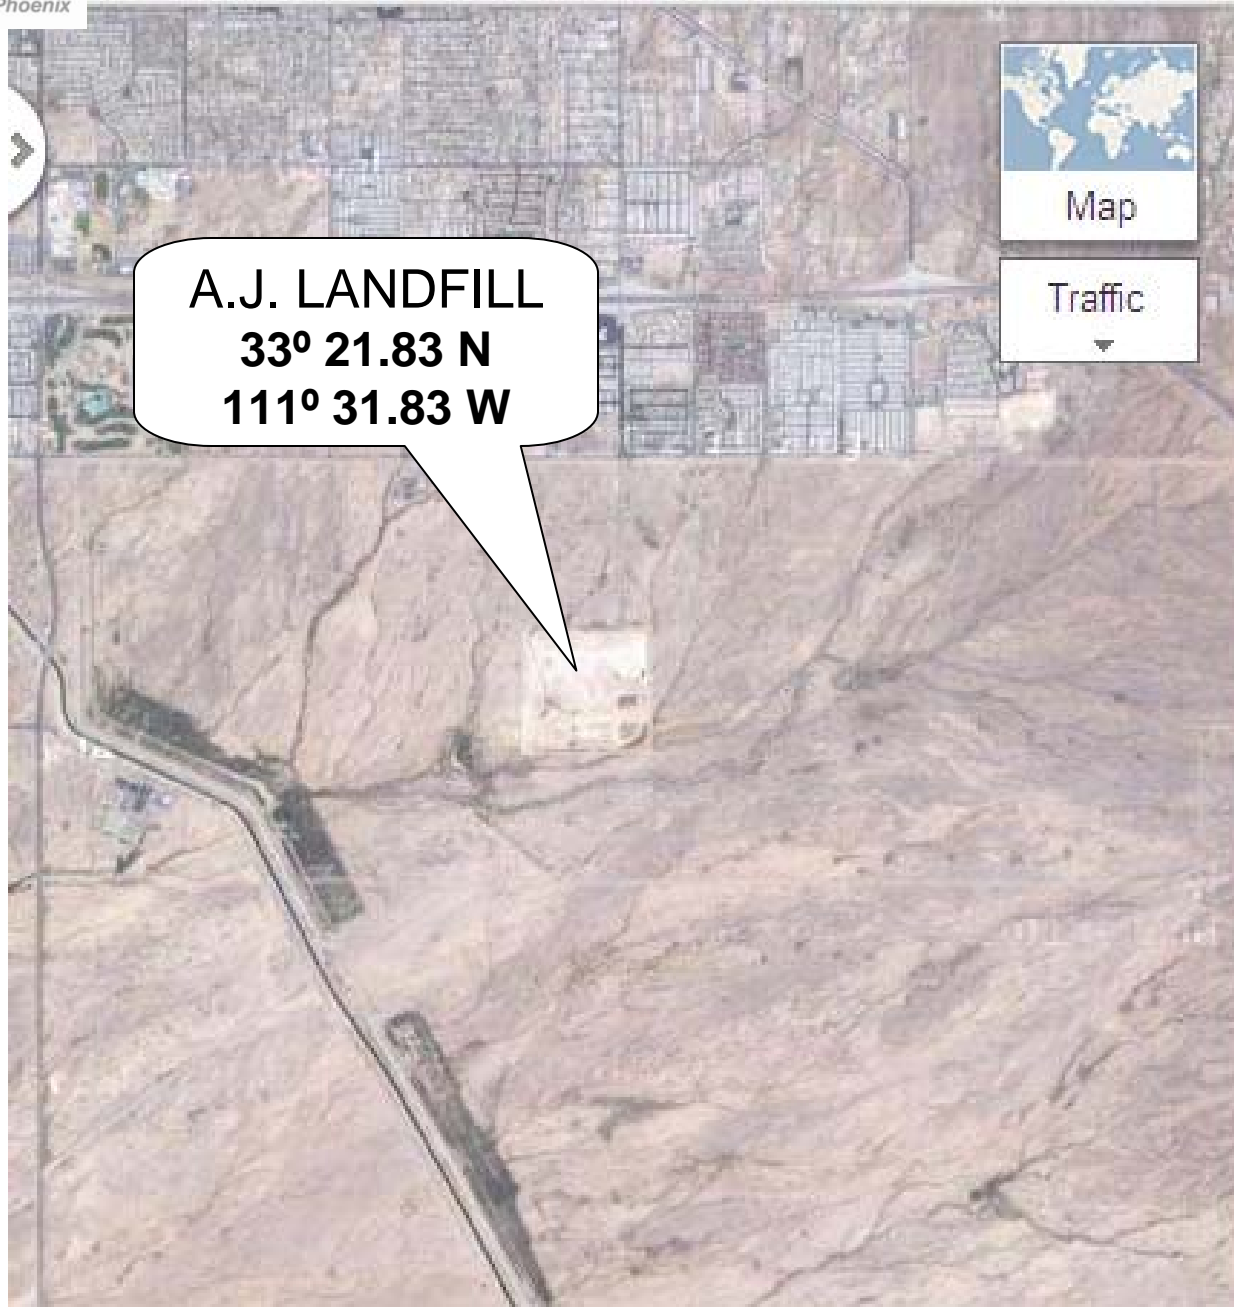 Phoenix
Map
Traffic
A.J. LANDFILL
33º 21.83 N
111º 31.83 W